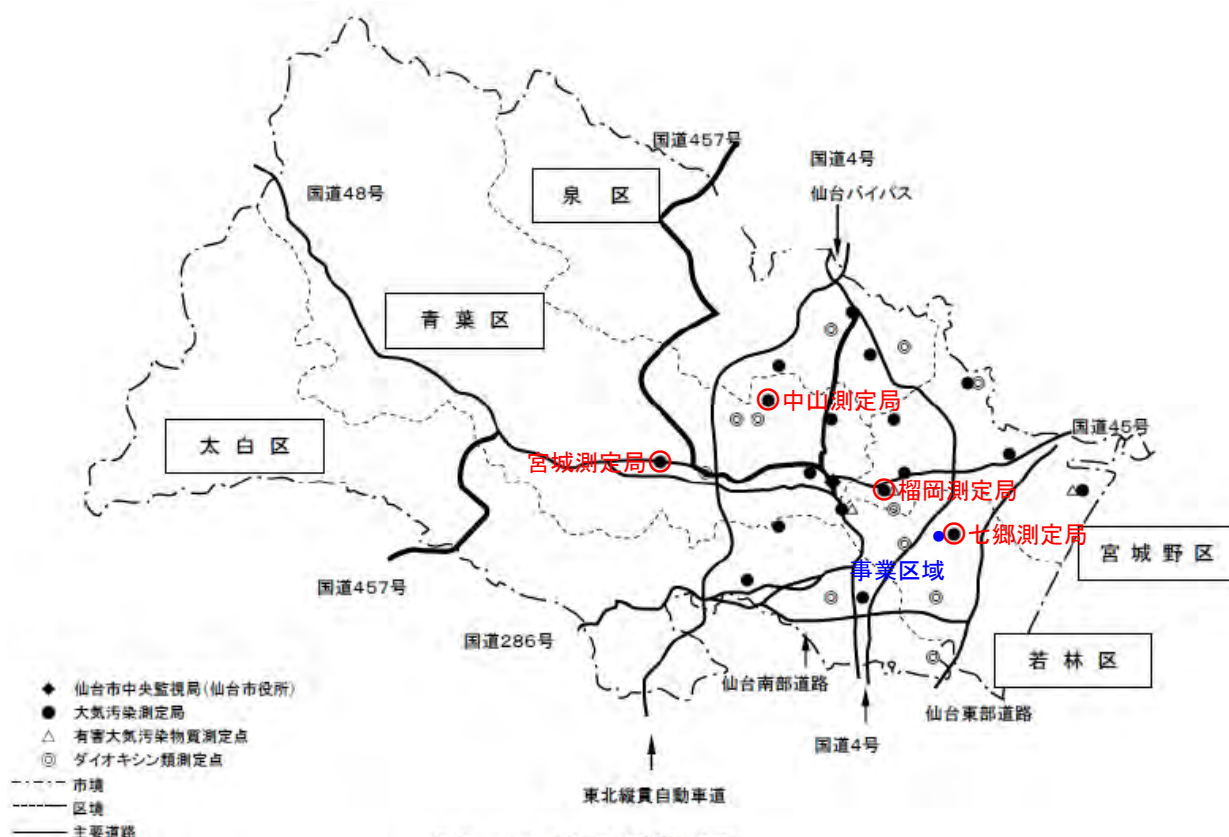 国道457号
国道4号
仙台バイパス
泉 区
国道48号
青 葉 区
中山測定局
太 白 区
国道45号
宮城測定局
榴岡測定局
七郷測定局
宮 城 野 区
事業区域
国道457号
国道286号
若 林 区
仙台南部道路
仙台東部道路
国道4号
東北縦貫自動車道
◆ 仙台市中央監視局(仙台市役所)
● 大気汚染測定局
△ 有害大気汚染物質測定点
◎ ダイオキシン類測定点
市境
区境
主要道路